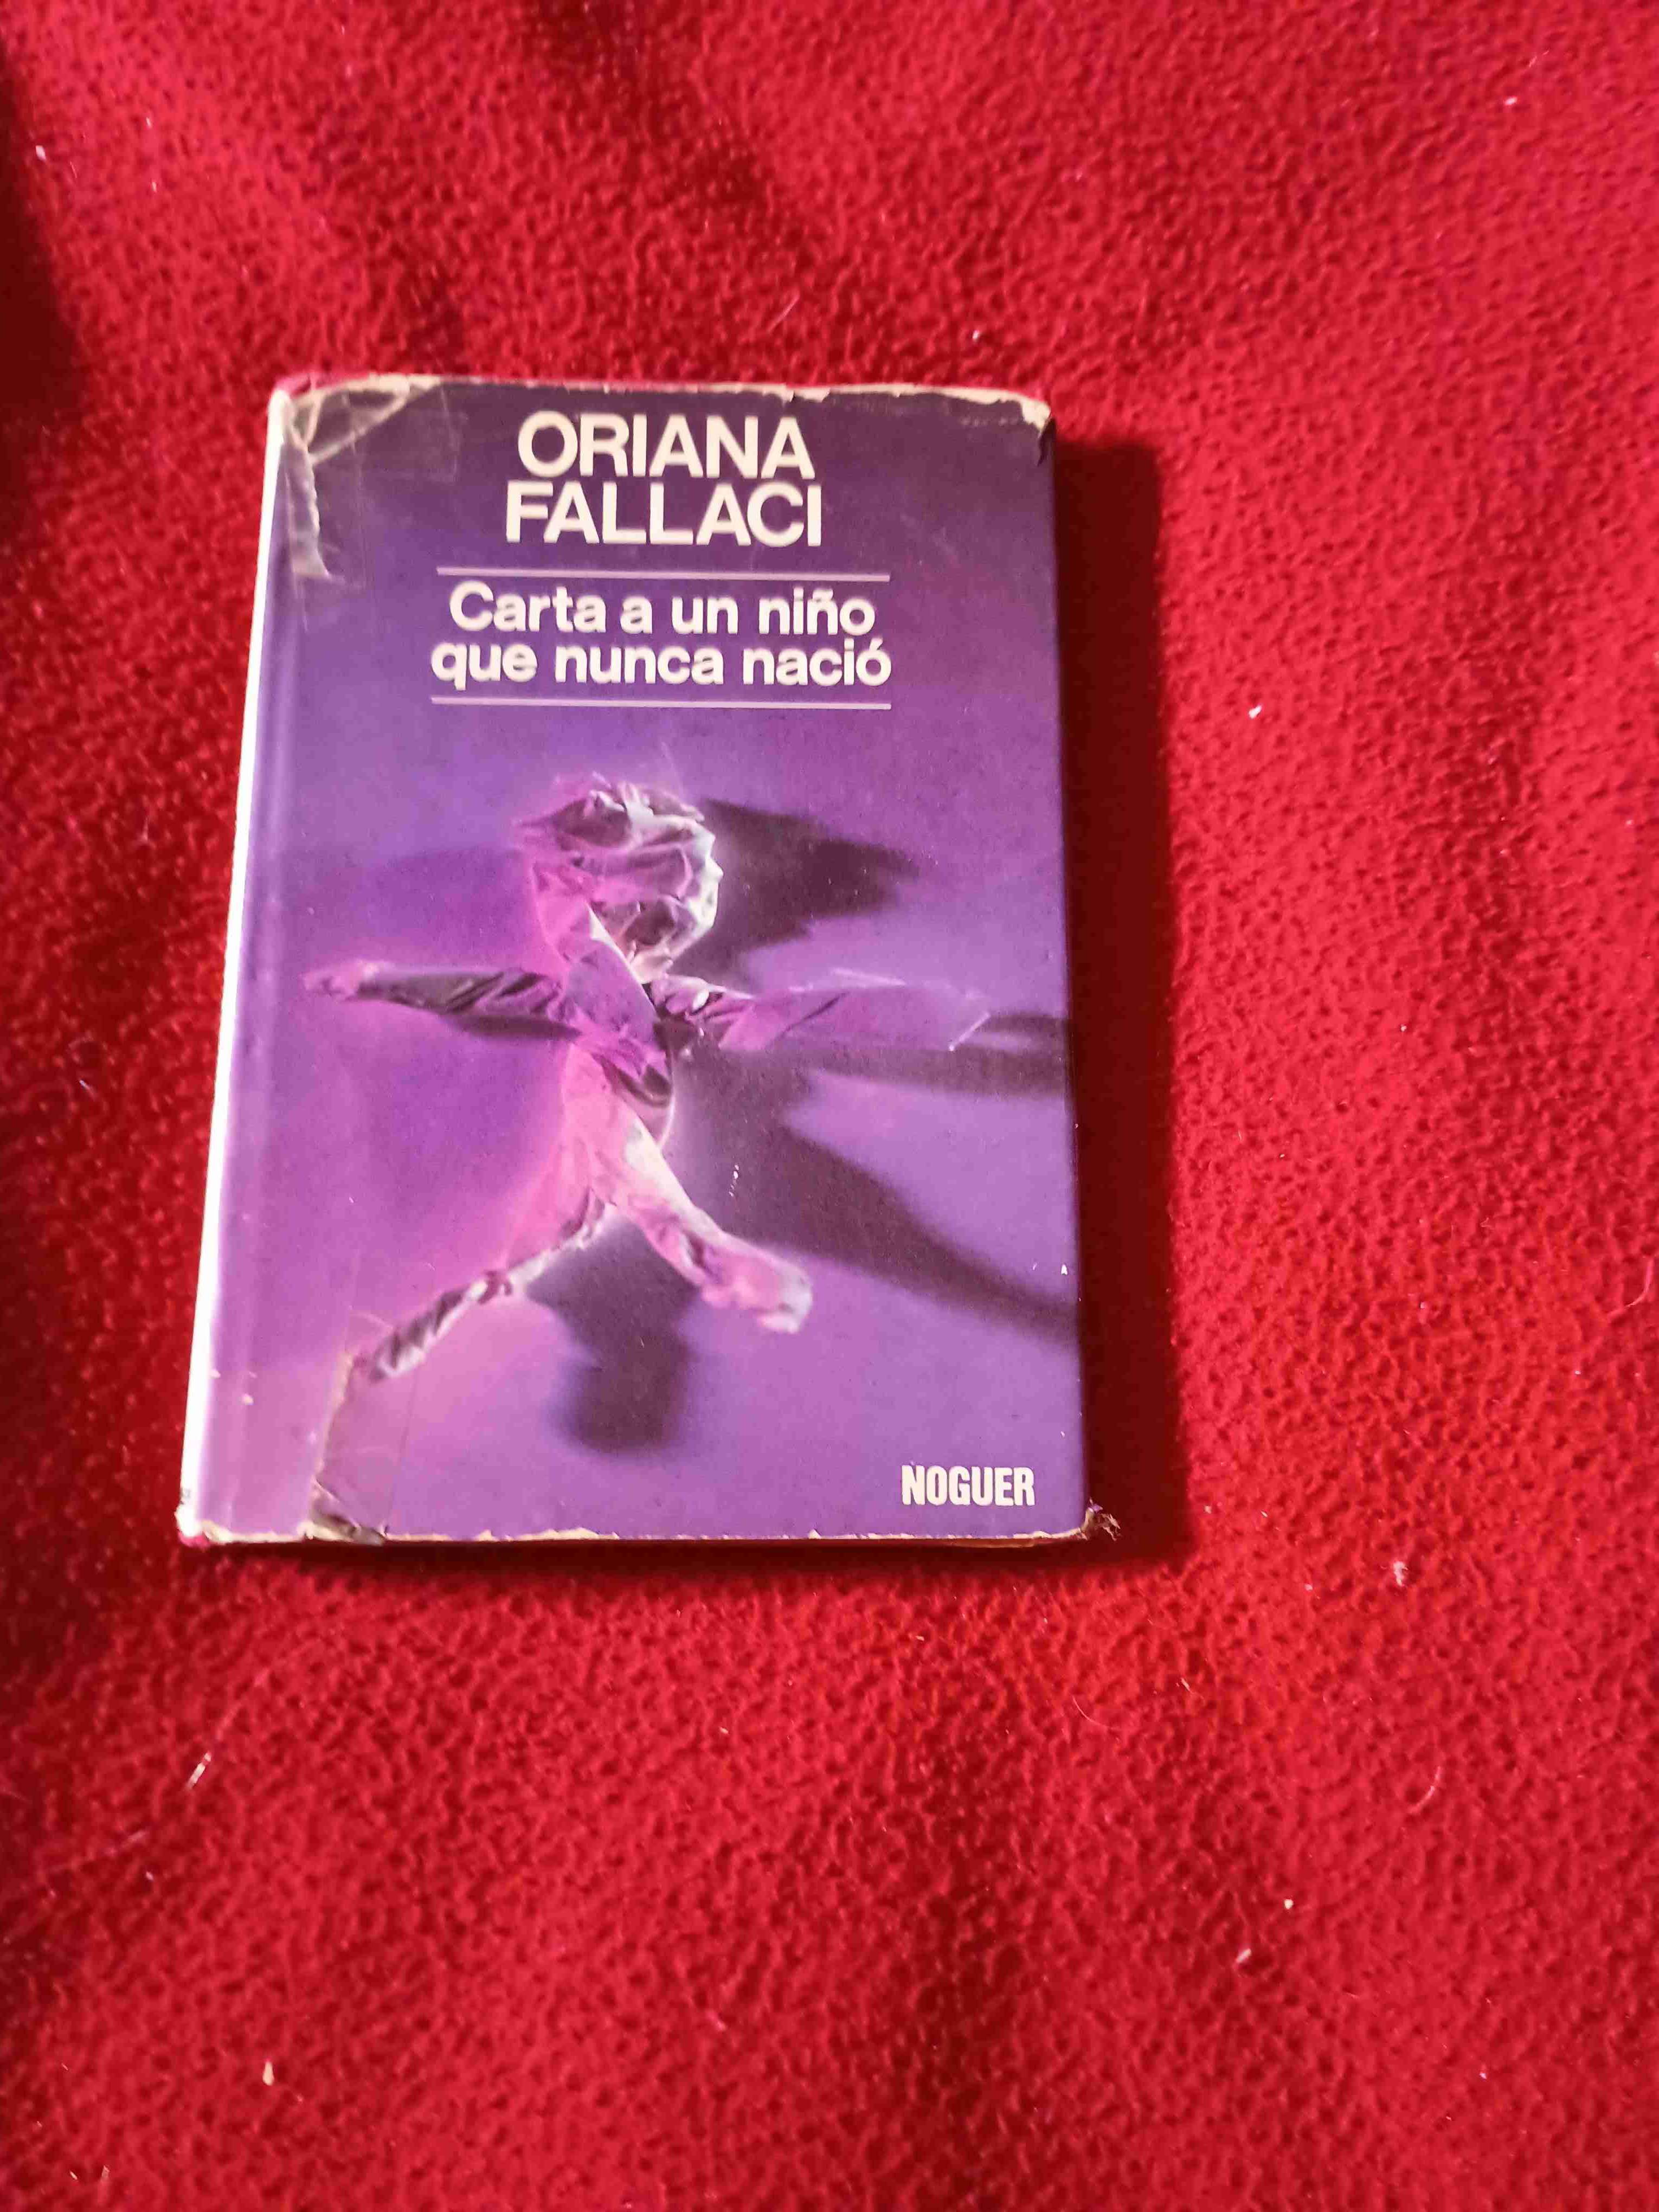 ORIANA
FALLACI
Carta a un niño
que nunca nació
NOGUER